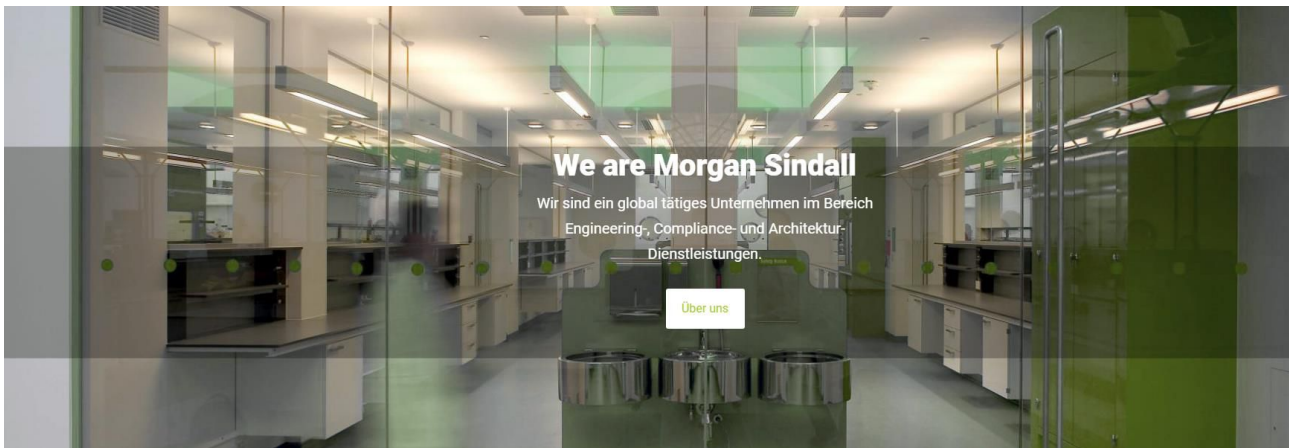 We are Morgan Sindall
Wir sind ein global tätiges Unternehmen im Bereich
Engineering-, Compliance- und Architektur-
Dienstleistungen.
Über uns